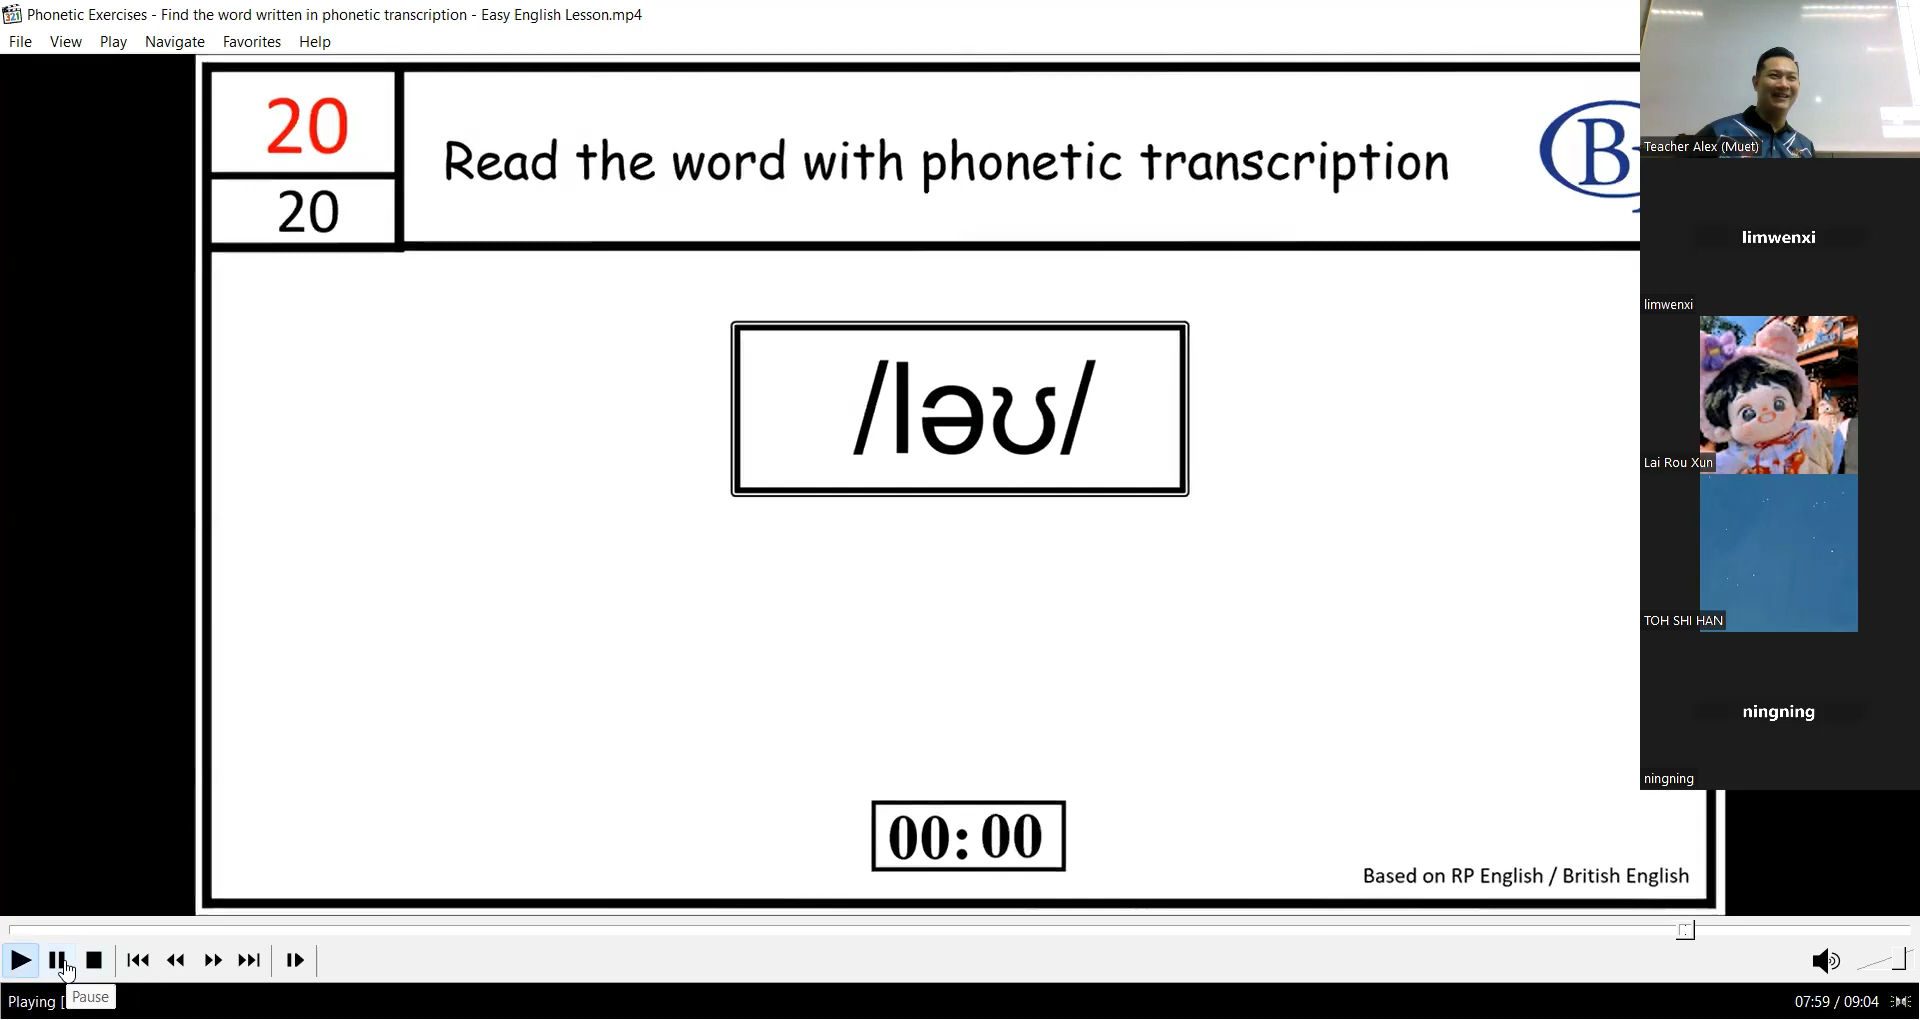 Phonetic Exercises - Find the word written in phonetic transcription - Easy English Lesson.mp4
File View Play Navigate Favorites Help
20
20
Read the word with phonetic transcription
B
/ləʊ/
00:00
Based on RP English / British English
Teacher Alex (Muet)
limwenxi
limwenxi
Lai Rou Xun
TOH SHI HAN
ningning
ningning
Pause
Playing [
07:59 / 09:04